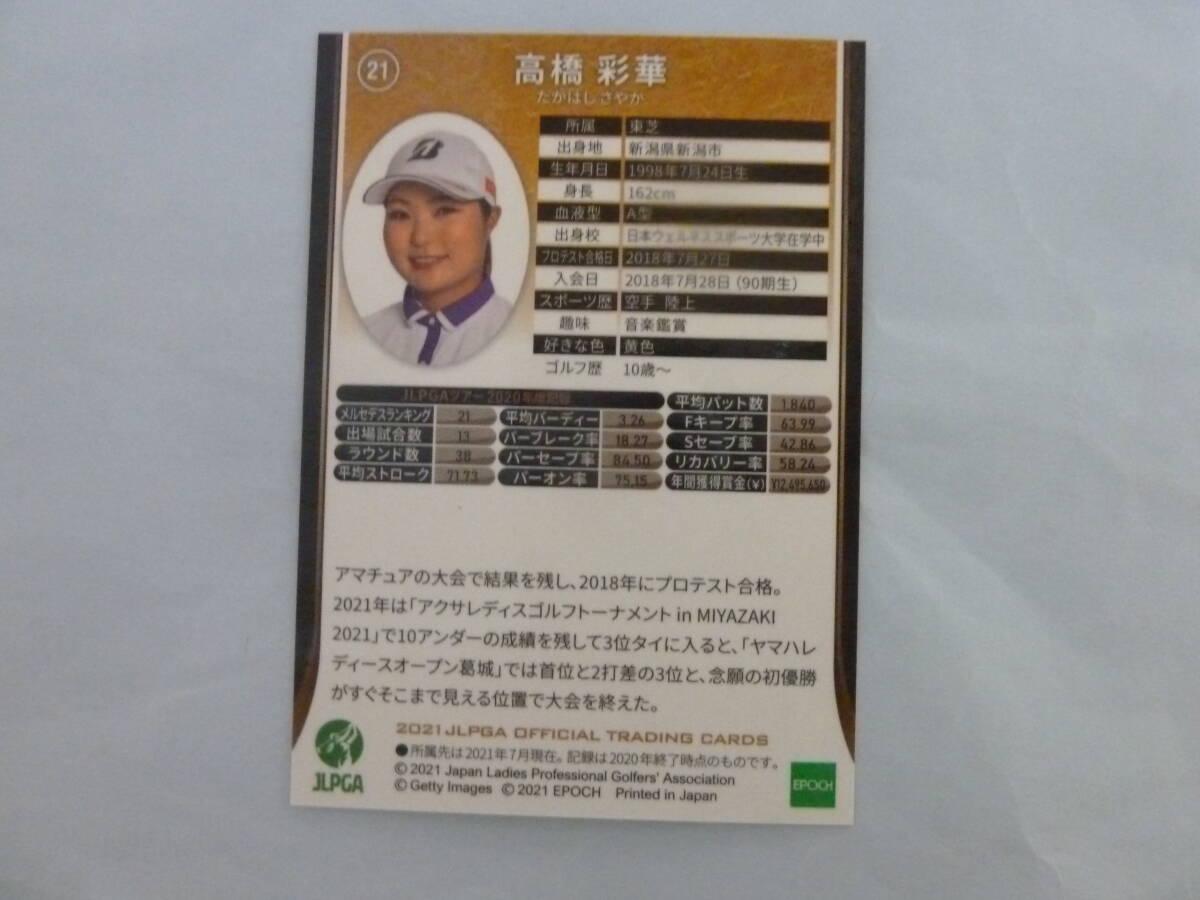 21
高橋 彩華
たかはし さやか
所属 東芝
出身地 新潟県新潟市
生年月日 1998年7月24日生
身長 162cm
血液型 A型
出身校 日本ウェルネススポーツ大学在学中
プロテスト合格日 2018年7月27日
入会日 2018年7月28日（90期生）
スポーツ歴 空手 陸上
趣味 音楽鑑賞
好きな色 黄色
ゴルフ歴 10歳～
JLPGAツアー 2020年度記録
メルセデスランキング 21
出場試合数 13
ラウンド数 38
平均ストローク 71.73
平均バーディー 3.26
パーブレーク率 18.27
パーセーブ率 84.50
パーオン率 75.15
平均パット数 1.840
Fキープ率 63.99
Sセーブ率 42.86
リカバリー率 58.24
年間獲得賞金(¥) ¥12,495,650
アマチュアの大会で結果を残し、2018年にプロテスト合格。
2021年は「アクサレディスゴルフトーナメント in MIYAZAKI
2021」で10アンダーの成績を残して3位タイに入ると、「ヤマハレ
ディースオープン葛城」では首位と2打差の3位と、念願の初優勝
がすぐそこまで見える位置で大会を終えた。
2021 JLPGA OFFICIAL TRADING CARDS
●所属先は2021年7月現在。記録は2020年終了時点のものです。
© 2021 Japan Ladies Professional Golfers' Association
© Getty Images © 2021 EPOCH Printed in Japan
JLPGA
EPOCH